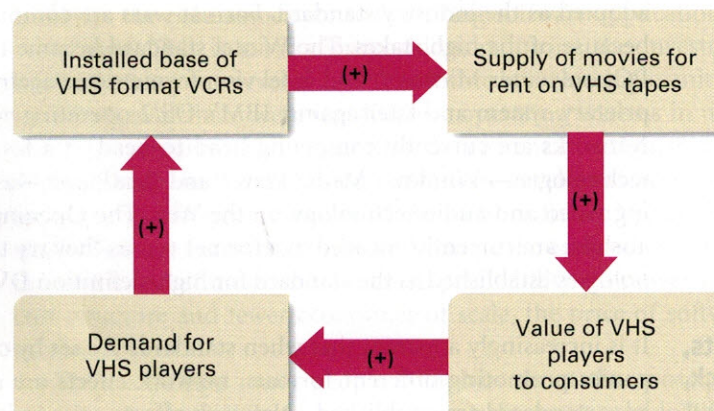 Installed base of
VHS format VCRs
(+)
Supply of movies for
rent on VHS tapes
(+)
(+)
Demand for
VHS players
(+)
Value of VHS
players
to consumers